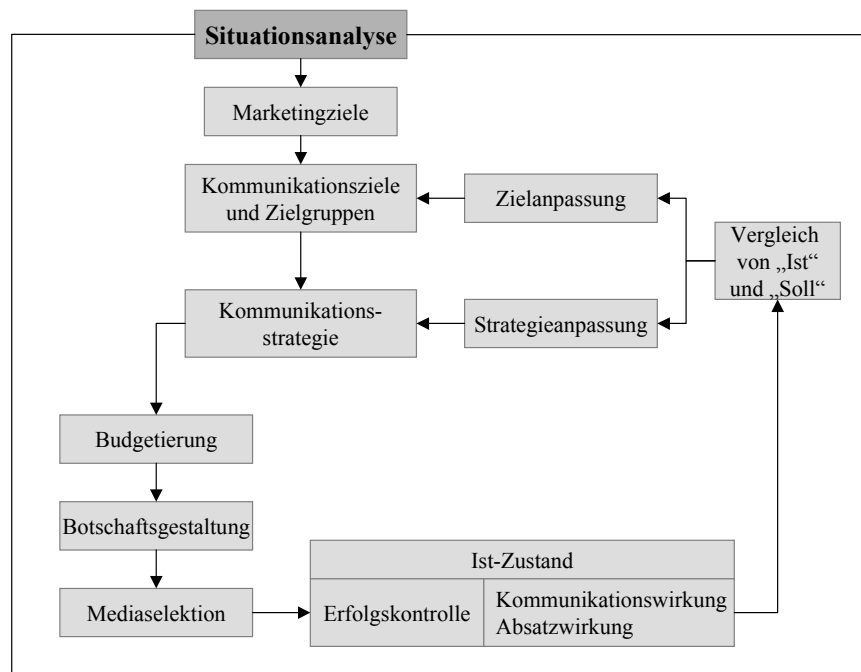 Situationsanalyse
Marketingziele
Kommunikationsziele
und Zielgruppen
Zielanpassung
Vergleich
von „Ist“
und „Soll“
Kommunikations-
strategie
Strategieanpassung
Budgetierung
Botschaftsgestaltung
Mediaselektion
Ist-Zustand
Erfolgskontrolle
Kommunikationswirkung
Absatzwirkung